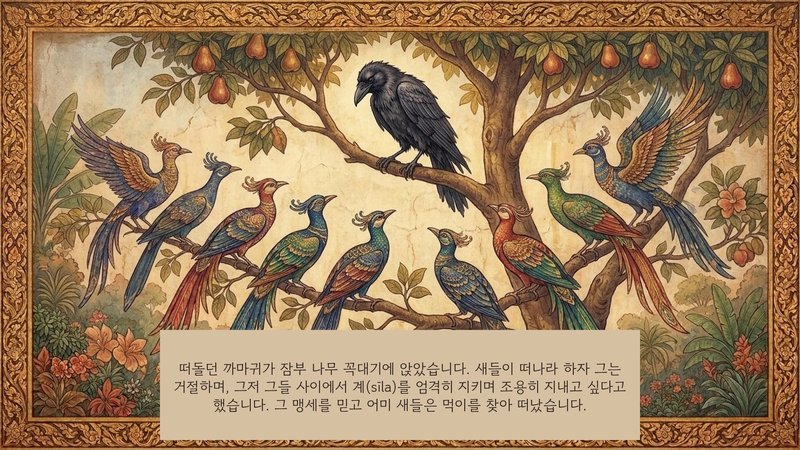 떠돌던 까마귀가 잠부 나무 꼭대기에 앉았습니다. 새들이 떠나라 하자 그는
거절하며, 그저 그들 사이에서 계(sīla)를 엄격히 지키며 조용히 지내고 싶다고
했습니다. 그 맹세를 믿고 어미 새들은 먹이를 찾아 떠났습니다.